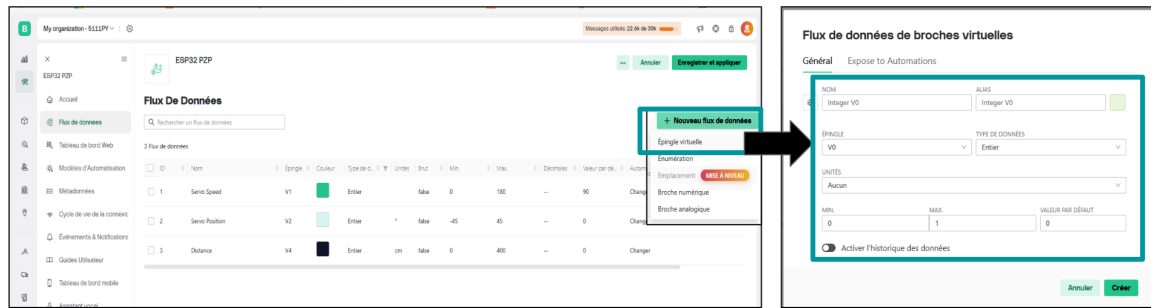 B
My organization - 5111PY
Messages utilisés: 22.6k de 30k
ESP32 PZP
Accueil
Flux de données
Tableau de bord Web
Modèles d'Automatisation
Métadonnées
Cycle de vie de la connexic
Événements & Notifications
Guides Utilisateur
Tableau de bord mobile
Assistant vocal
ESP32 PZP
Annuler
Enregistrer et appliquer
Flux De Données
Rechercher un flux de données
+ Nouveau flux de données
Épingle virtuelle
Énumération
Emplacement MISE À NIVEAU
Broche numérique
Broche analogique
3 Flux de données
ID Nom Épingle Couleur Type de d... Unités Brut Min. Max. Décimales Valeur par dé... Autom
1 Servo Speed V1 Entier false 0 180 -- 90 Chang
2 Servo Position V2 Entier ° false -45 45 -- 0 Changer
3 Distance V4 Entier cm false 0 400 -- 0 Changer
Flux de données de broches virtuelles
Général Expose to Automations
NOM ALIAS
Integer V0 Integer V0
ÉPINGLE TYPE DE DONNÉES
V0 Entier
UNITÉS
Aucun
MIN. MAX. VALEUR PAR DÉFAUT
0 1 0
Activer l'historique des données
Annuler Créer